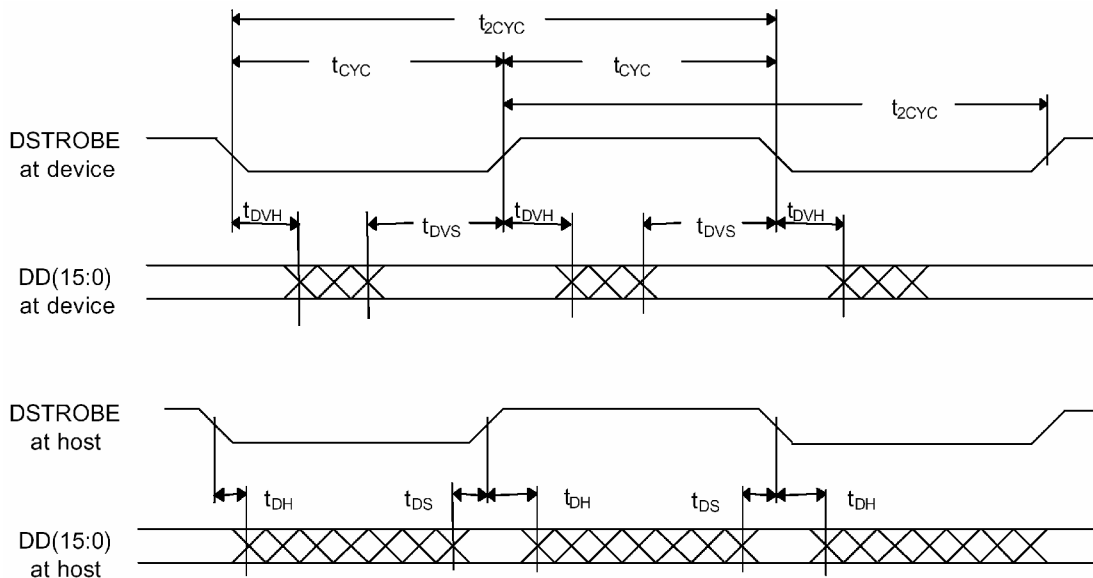 t2CYC
tCYC tCYC
t2CYC
DSTROBE
at device
tDVH tDVS tDVH tDVS tDVH
DD(15:0)
at device
DSTROBE
at host
tDH tDS tDH tDS tDH
DD(15:0)
at host